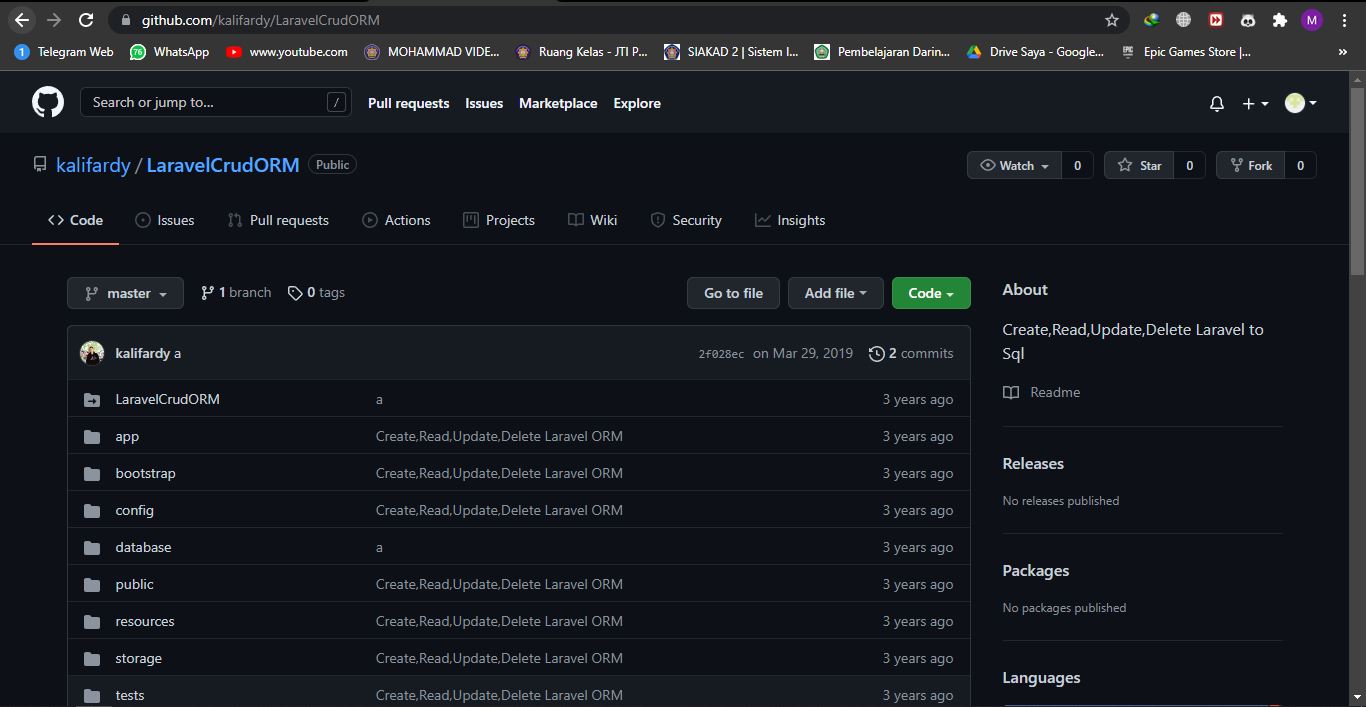 github.com/kalifardy/LaravelCrudORM
M
1 Telegram Web 76 WhatsApp www.youtube.com MOHAMMAD VIDE... Ruang Kelas - JTI P... SIAKAD 2 | Sistem I... Pembelajaran Darin... Drive Saya - Google... EPIC Epic Games Store |... »
Search or jump to... / Pull requests Issues Marketplace Explore
kalifardy / LaravelCrudORM Public
Watch 0 Star 0 Fork 0
Code Issues Pull requests Actions Projects Wiki Security Insights
master 1 branch 0 tags Go to file Add file Code
kalifardy a 2f028ec on Mar 29, 2019 2 commits
LaravelCrudORM a 3 years ago
app Create,Read,Update,Delete Laravel ORM 3 years ago
bootstrap Create,Read,Update,Delete Laravel ORM 3 years ago
config Create,Read,Update,Delete Laravel ORM 3 years ago
database a 3 years ago
public Create,Read,Update,Delete Laravel ORM 3 years ago
resources Create,Read,Update,Delete Laravel ORM 3 years ago
storage Create,Read,Update,Delete Laravel ORM 3 years ago
tests Create,Read,Update,Delete Laravel ORM 3 years ago
About
Create,Read,Update,Delete Laravel to
Sql
Readme
Releases
No releases published
Packages
No packages published
Languages